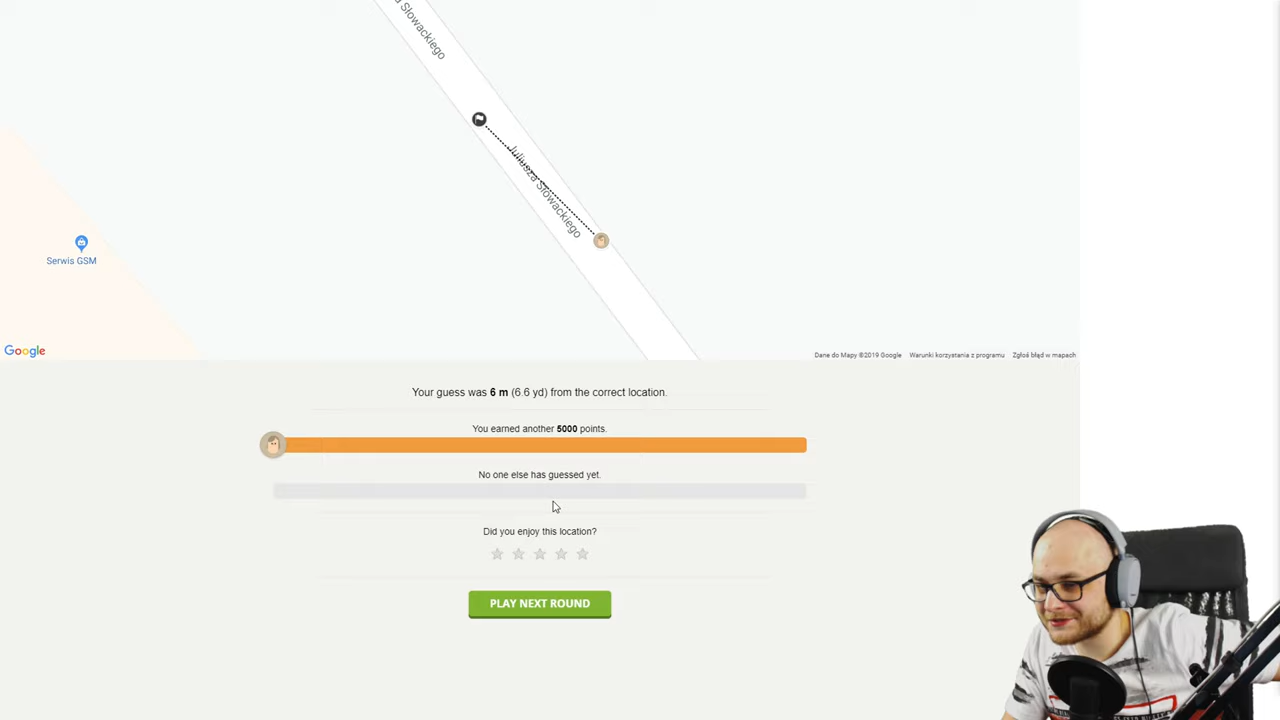 a Słowackiego
Juliusza Słowackiego
Serwis GSM
Google
Dane do Mapy ©2019 Google
Warunki korzystania z programu
Zgłoś błąd w mapach
Your guess was 6 m (6.6 yd) from the correct location.
You earned another 5000 points.
No one else has guessed yet.
Did you enjoy this location?
PLAY NEXT ROUND